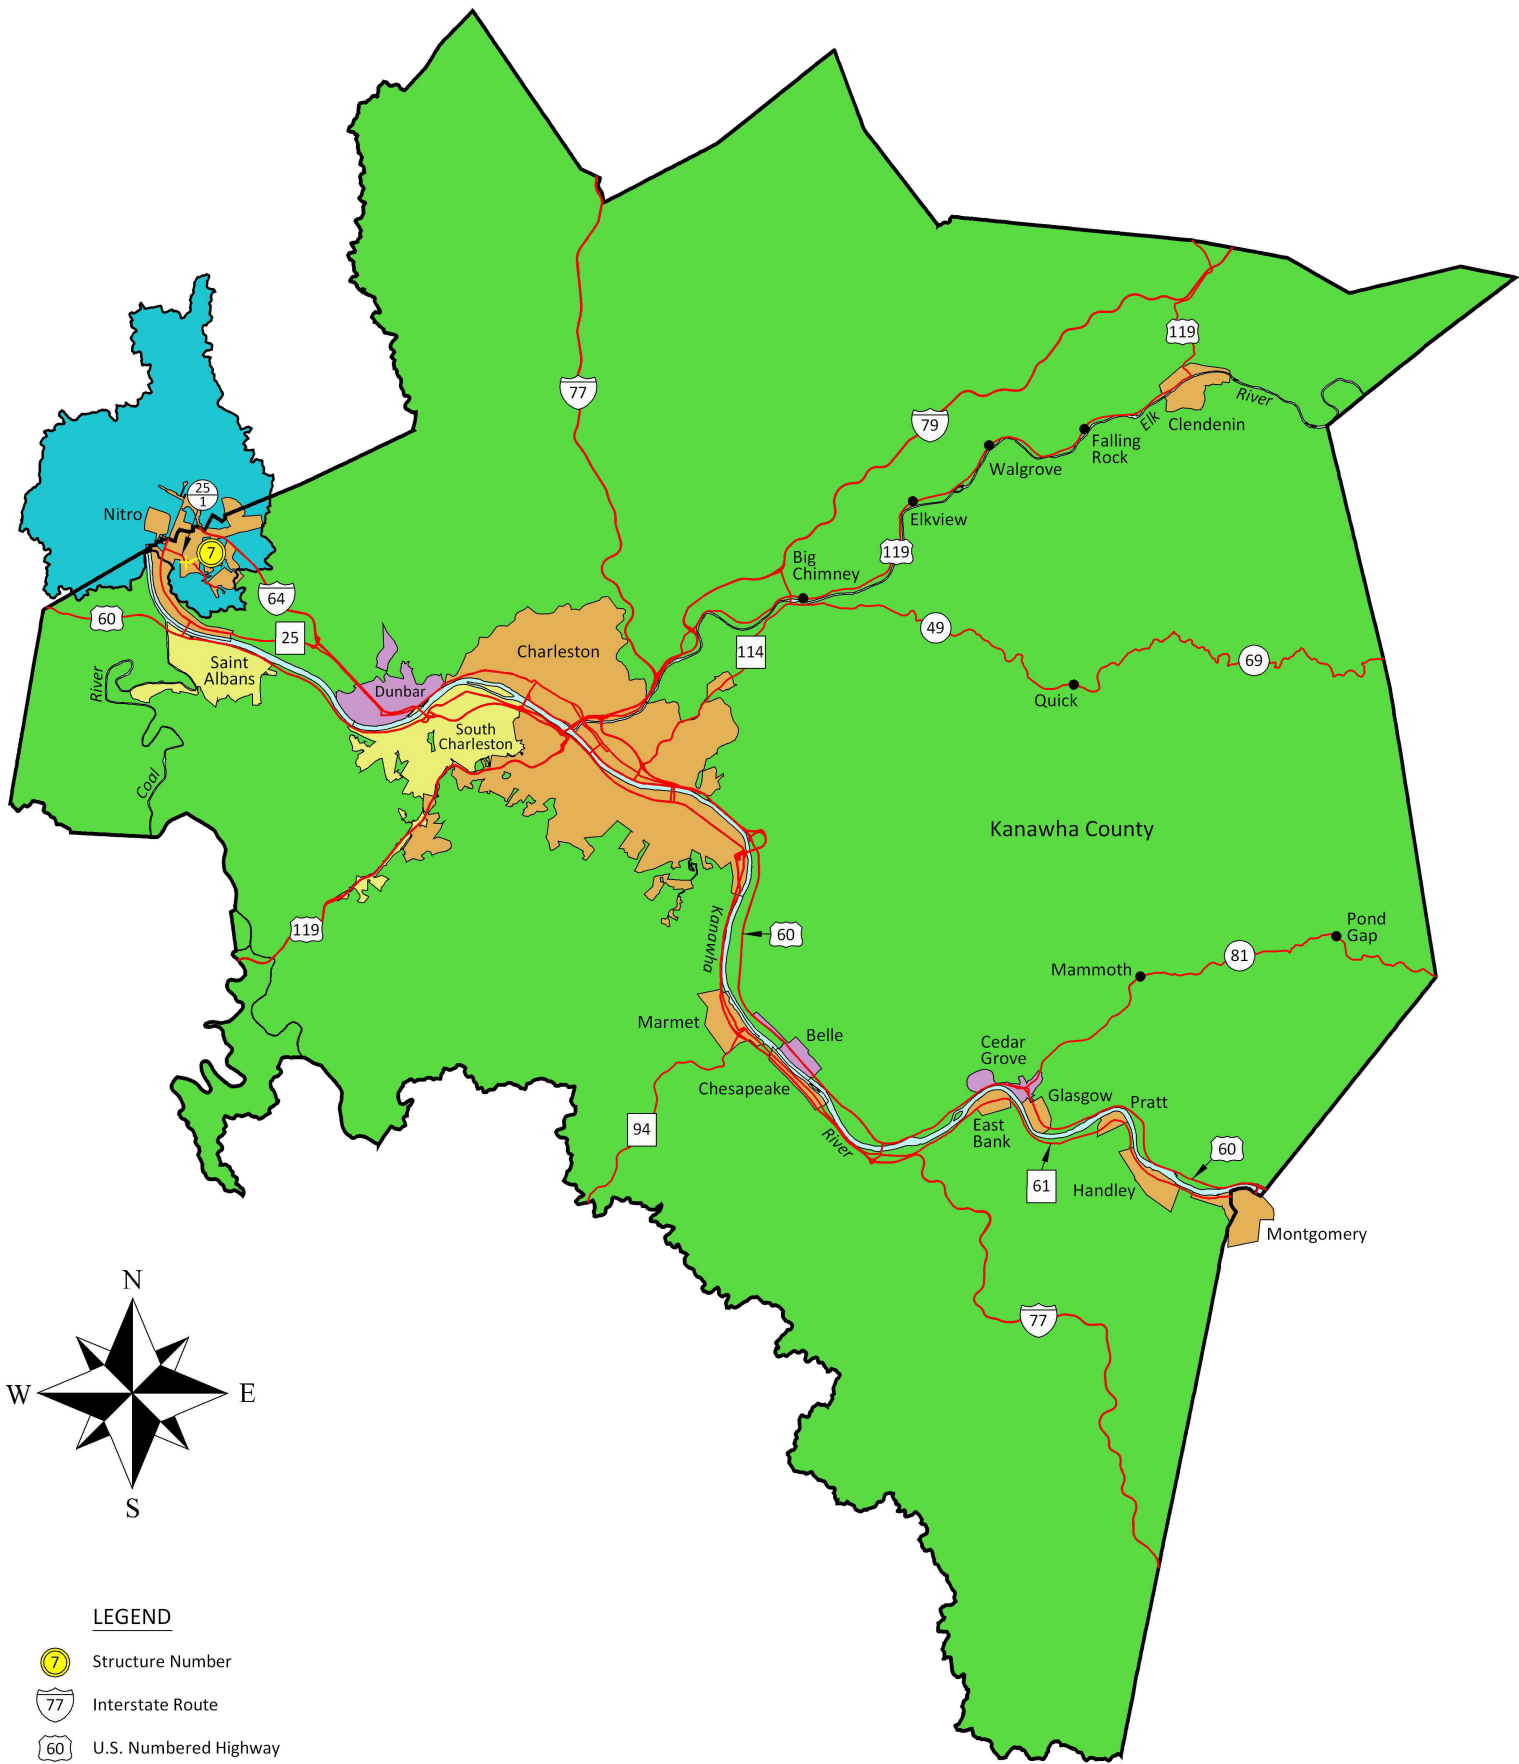 77
119
79
River
Elk
Clendenin
Falling
Rock
Walgrove
25
1
Nitro
Elkview
7
119
Big
Chimney
64
60
25
49
114
Charleston
69
Saint
Albans
River
Dunbar
Quick
South
Charleston
Coal
Kanawha County
119
Kanawha
60
Pond
Gap
81
Mammoth
Marmet
Belle
Cedar
Grove
Chesapeake
Glasgow
Pratt
94
River
East
Bank
60
61
Handley
Montgomery
N
77
W
E
S
LEGEND
7 Structure Number
77 Interstate Route
60 U.S. Numbered Highway